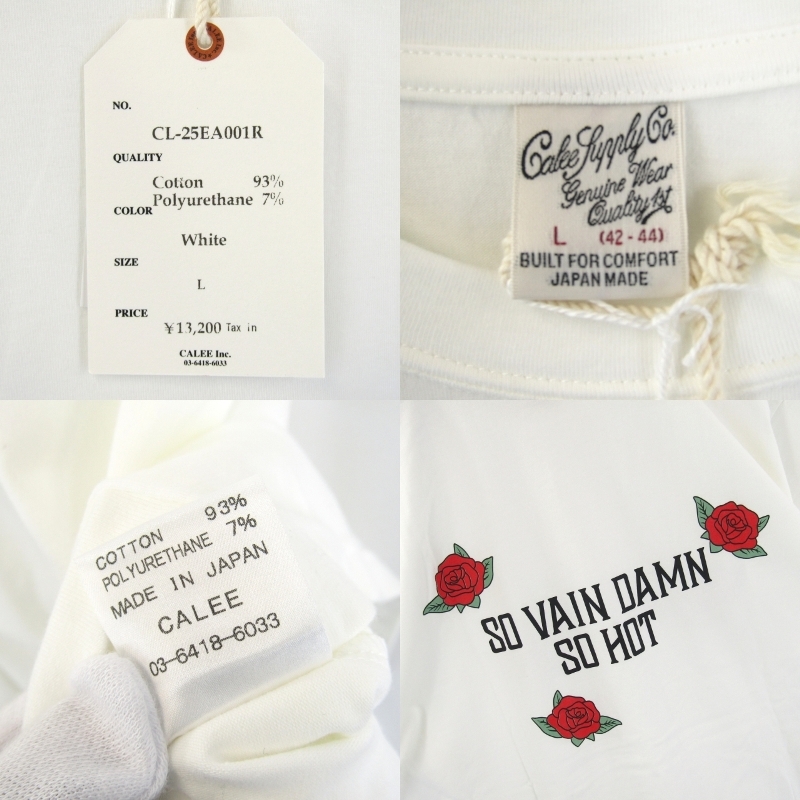 NO.
CL-25EA001R
QUALITY
Cotton 93%
Polyurethane 7%
COLOR
White
SIZE
L
PRICE
¥13,200 Tax in
CALEE Inc.
03-6418-6033
Calee Supply Co.
Genuine Wear
Quality 1st
L (42-44)
BUILT FOR COMFORT
JAPAN MADE
COTTON 93%
POLYURETHANE 7%
MADE IN JAPAN
CALEE
03-6418-6033
SO VAIN DAMN
SO HOT